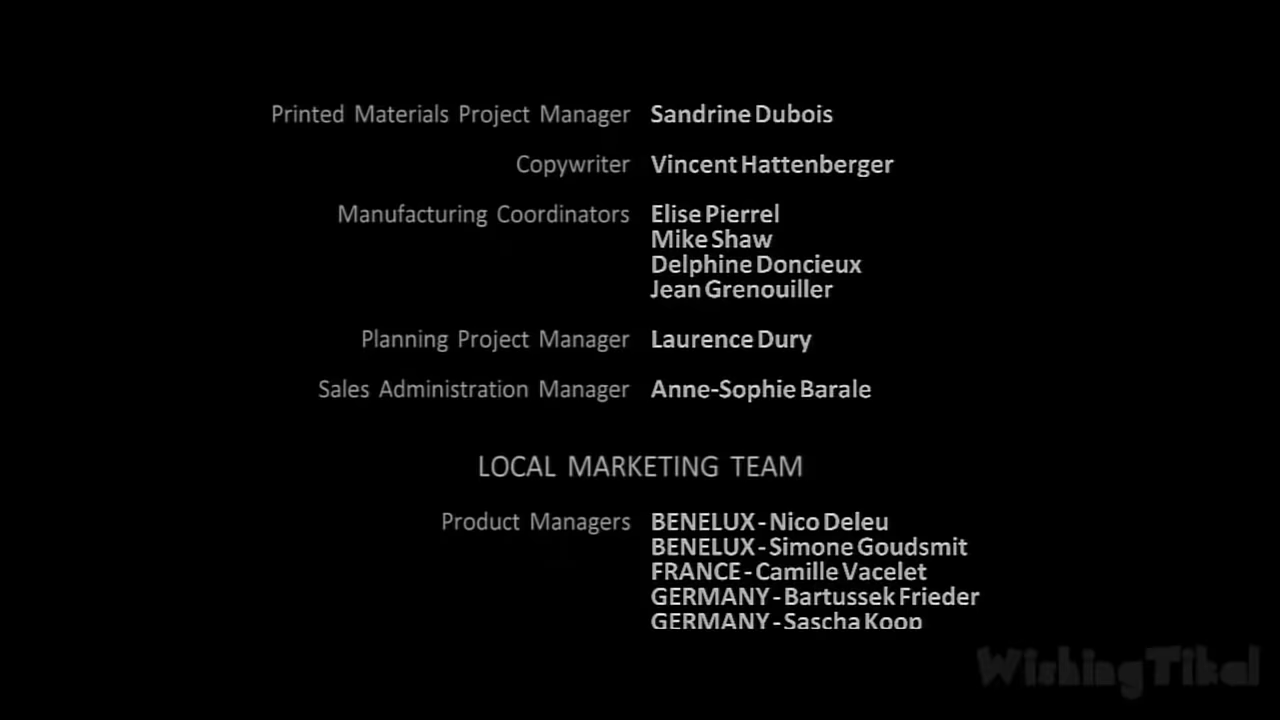 Printed Materials Project Manager Sandrine Dubois
Copywriter Vincent Hattenberger
Manufacturing Coordinators Elise Pierrel
Mike Shaw
Delphine Doncieux
Jean Grenouiller
Planning Project Manager Laurence Dury
Sales Administration Manager Anne-Sophie Barale
LOCAL MARKETING TEAM
Product Managers BENELUX - Nico Deleu
BENELUX - Simone Goudsmit
FRANCE - Camille Vacelet
GERMANY - Bartussek Frieder
GERMANY - Sascha Koop
WishingTikal